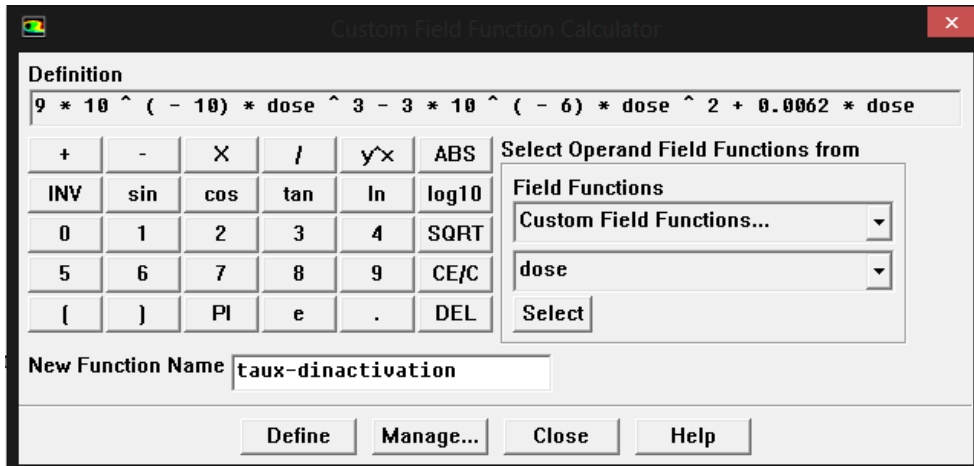 Custom Field Function Calculator
Definition
9 * 10 ^ ( - 10) * dose ^ 3 - 3 * 10 ^ ( - 6) * dose ^ 2 + 0.0062 * dose
+ - X / y^x ABS
INV sin cos tan ln log10
0 1 2 3 4 SQRT
5 6 7 8 9 CE/C
( ) PI e . DEL
Select Operand Field Functions from
Field Functions
Custom Field Functions...
dose
Select
New Function Name taux-dinactivation
Define Manage... Close Help